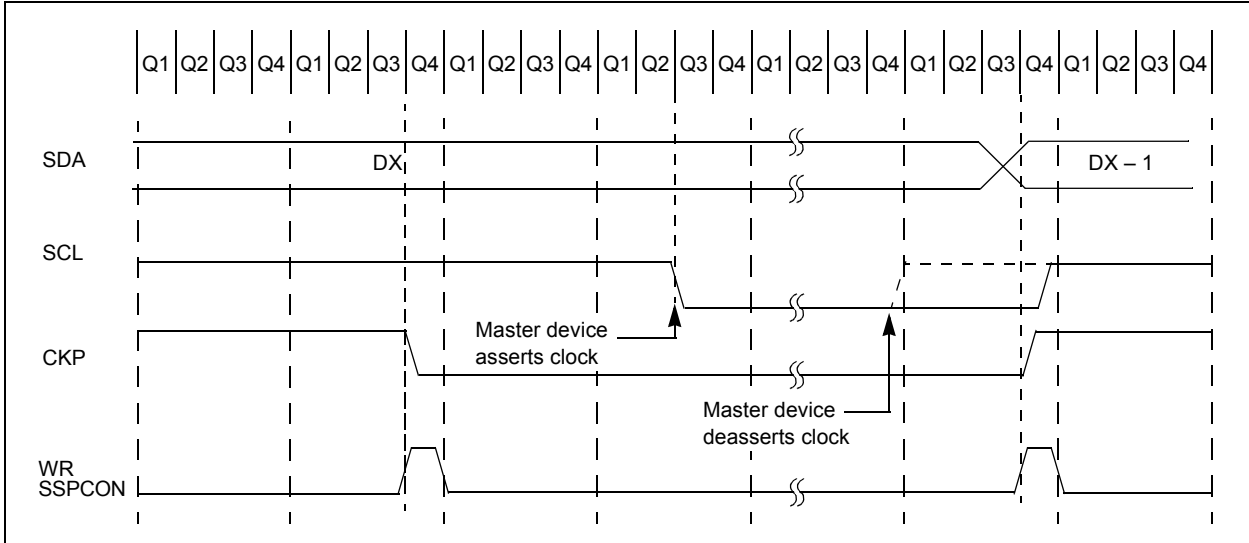 Q1 Q2 Q3 Q4 Q1 Q2 Q3 Q4 Q1 Q2 Q3 Q4 Q1 Q2 Q3 Q4 Q1 Q2 Q3 Q4 Q1 Q2 Q3 Q4 Q1 Q2 Q3 Q4
SDA
DX
DX – 1
SCL
Master device
asserts clock
CKP
Master device
deasserts clock
WR
SSPCON